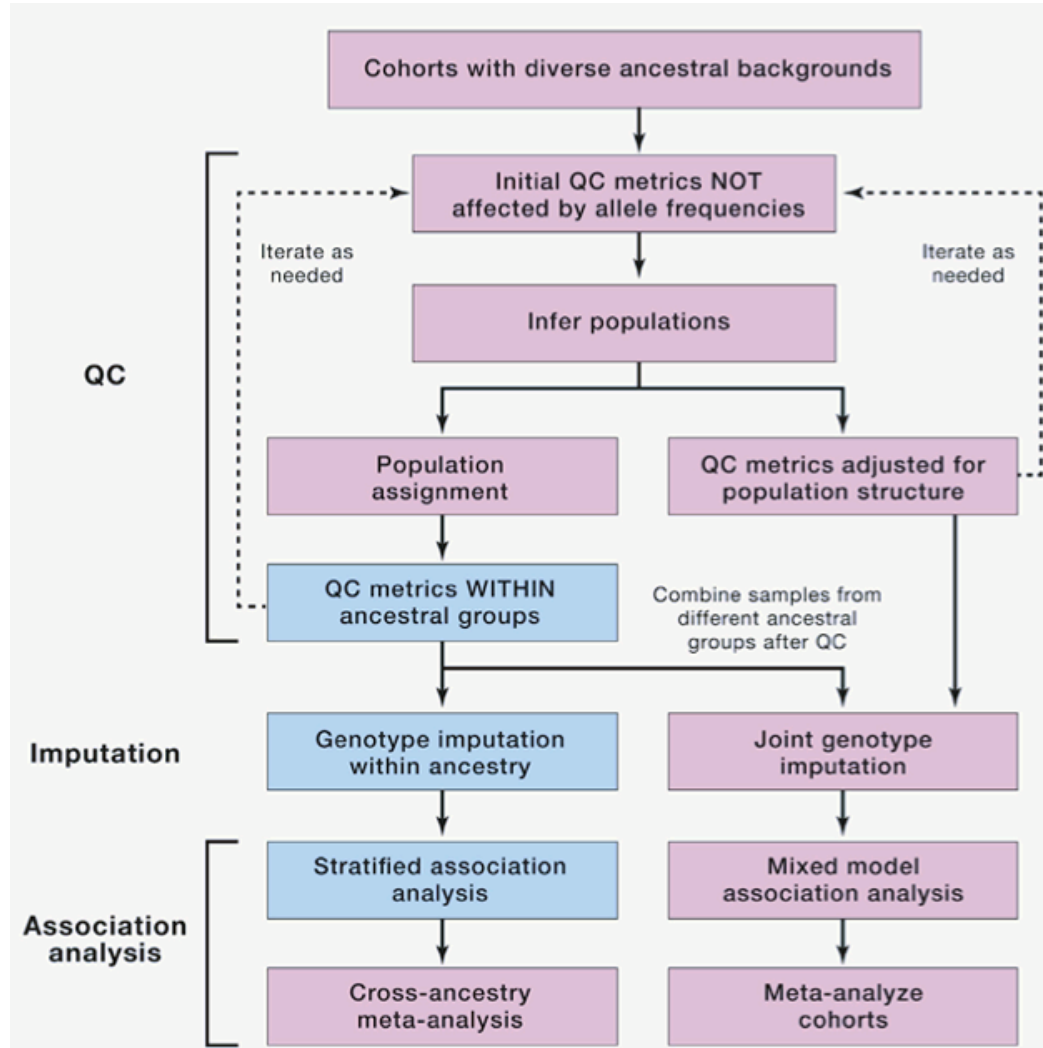 Cohorts with diverse ancestral backgrounds
Initial QC metrics NOT
affected by allele frequencies
Iterate as
needed
Iterate as
needed
Infer populations
QC
Population
assignment
QC metrics adjusted for
population structure
QC metrics WITHIN
ancestral groups
Combine samples from
different ancestral
groups after QC
Imputation
Genotype imputation
within ancestry
Joint genotype
imputation
Association
analysis
Stratified association
analysis
Mixed model
association analysis
Cross-ancestry
meta-analysis
Meta-analyze
cohorts